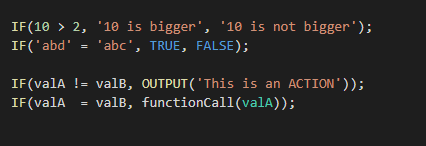 IF(10 > 2, '10 is bigger', '10 is not bigger');
IF('abd' = 'abc', TRUE, FALSE);
IF(valA != valB, OUTPUT('This is an ACTION'));
IF(valA  = valB, functionCall(valA));